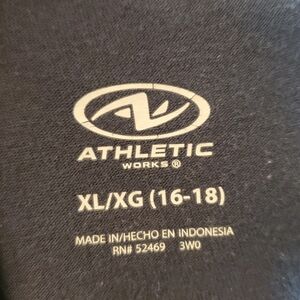 ATHLETIC
WORKS ®
XL/XG (16-18)
MADE IN/HECHO EN INDONESIA
RN# 52469 3W0